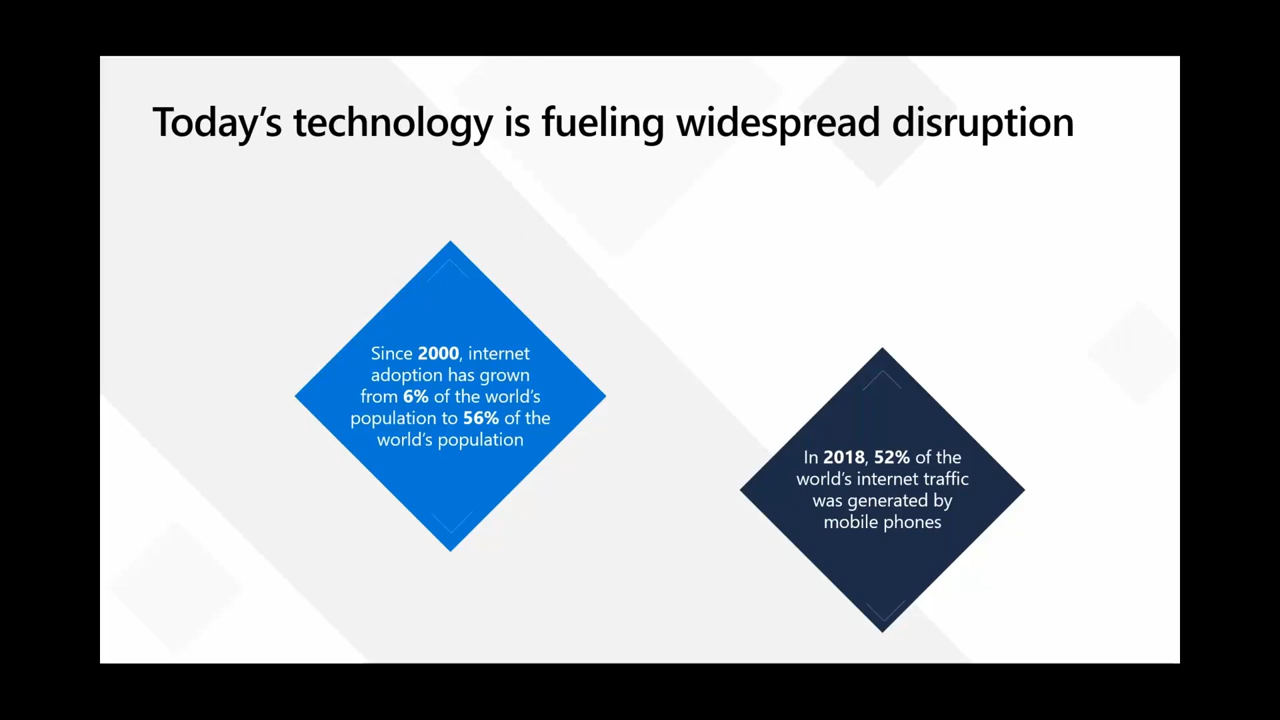 Today’s technology is fueling widespread disruption
Since 2000, internet
adoption has grown
from 6% of the world’s
population to 56% of the
world’s population
In 2018, 52% of the
world’s internet traffic
was generated by
mobile phones